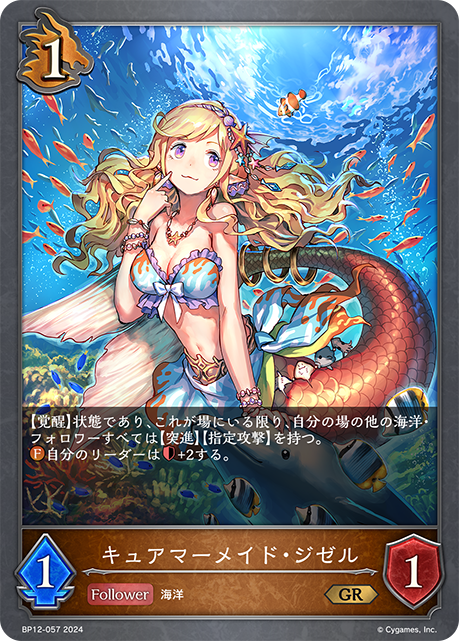 1
【覚醒】状態であり、これが場にいる限り、自分の場の他の海洋・
フォロワーすべては【突進】【指定攻撃】を持つ。
F 自分のリーダーは+2する。
キュアマーメイド・ジゼル
1
Follower 海洋 GR
1
BP12-057 2024 © Cygames, Inc.